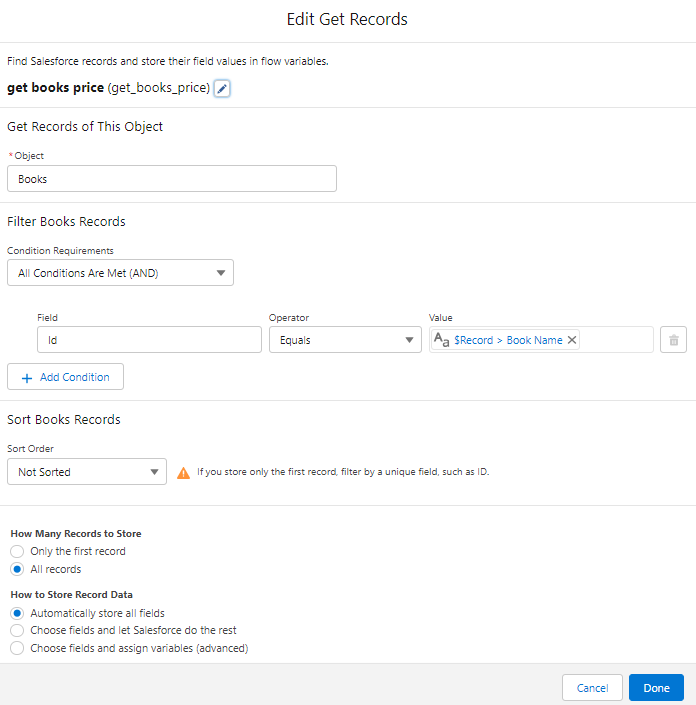 Edit Get Records
Find Salesforce records and store their field values in flow variables.
get books price (get_books_price)
Get Records of This Object
* Object
Books
Filter Books Records
Condition Requirements
All Conditions Are Met (AND)
Field Operator Value
Id Equals Aa $Record > Book Name ×
+ Add Condition
Sort Books Records
Sort Order
Not Sorted If you store only the first record, filter by a unique field, such as ID.
How Many Records to Store
Only the first record
All records
How to Store Record Data
Automatically store all fields
Choose fields and let Salesforce do the rest
Choose fields and assign variables (advanced)
Cancel Done